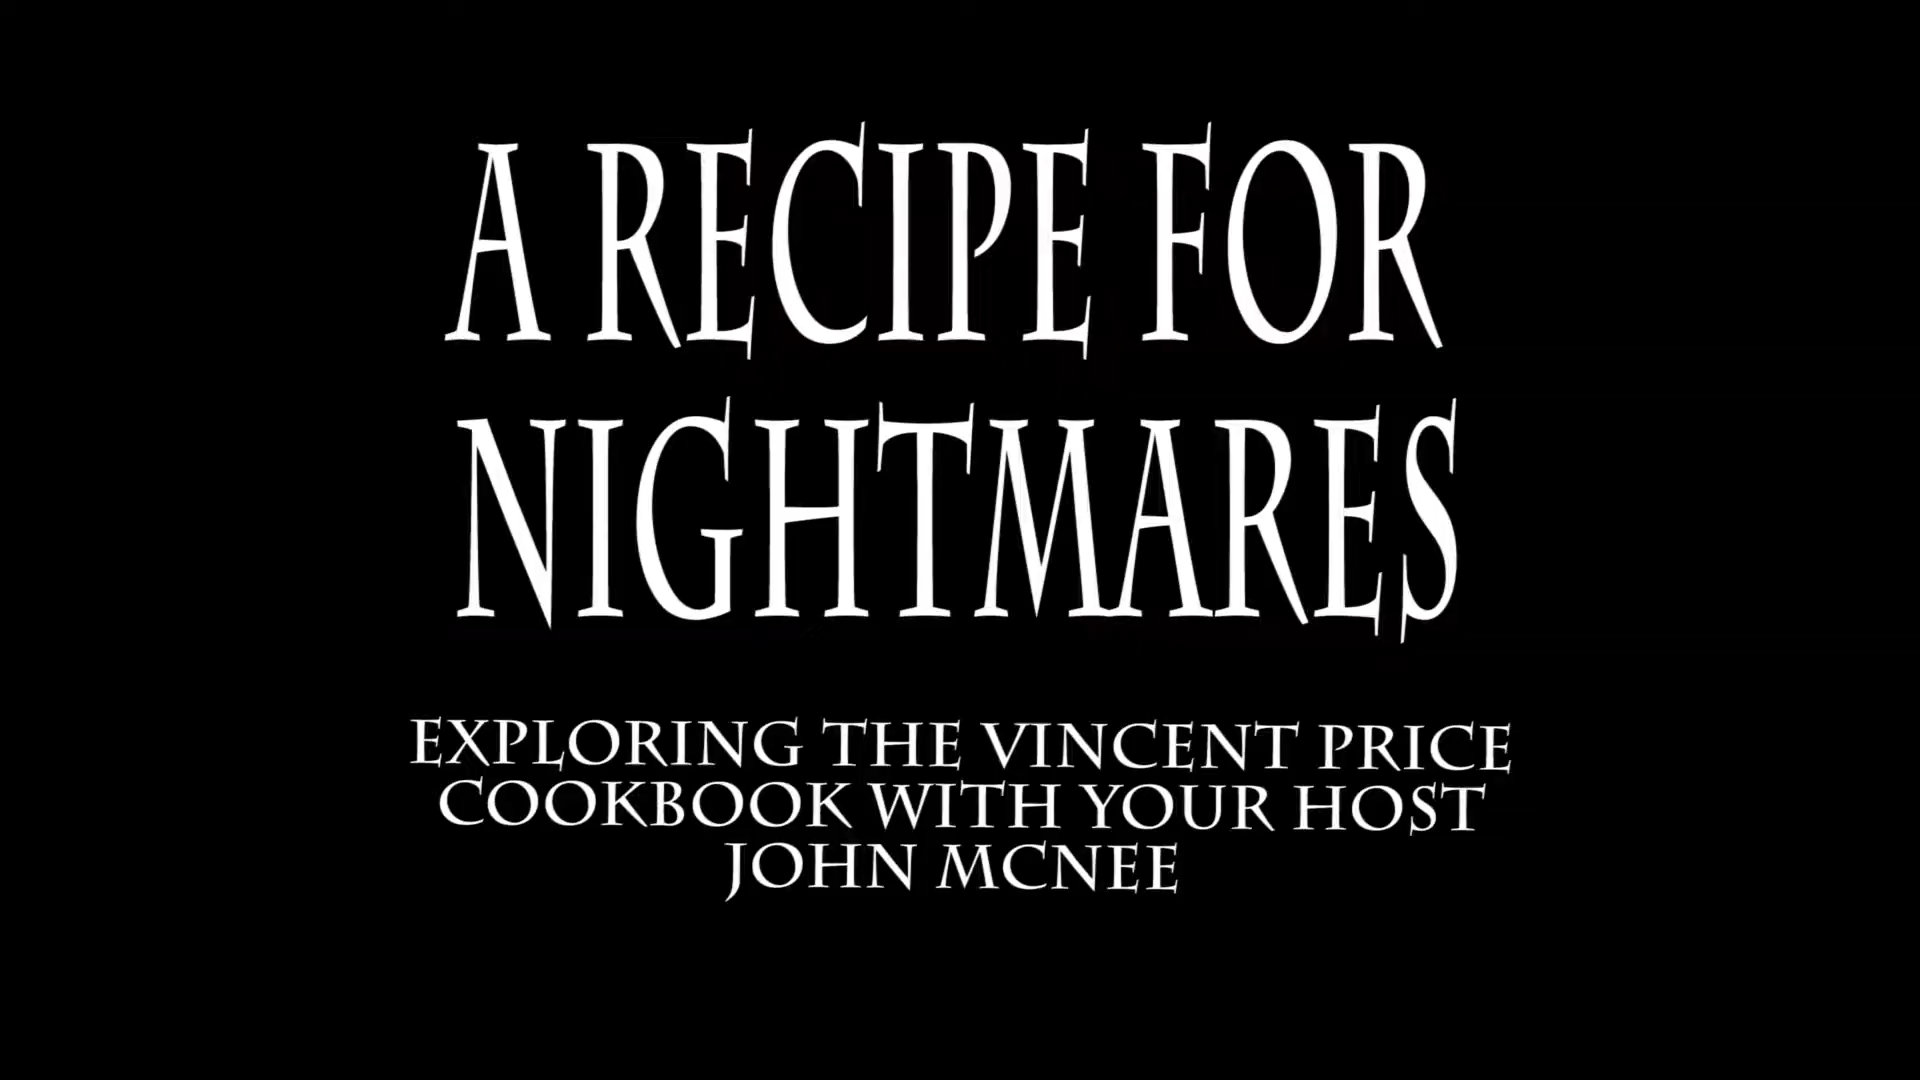 A RECIPE FOR
NIGHTMARES
EXPLORING THE VINCENT PRICE
COOKBOOK WITH YOUR HOST
JOHN MCNEE